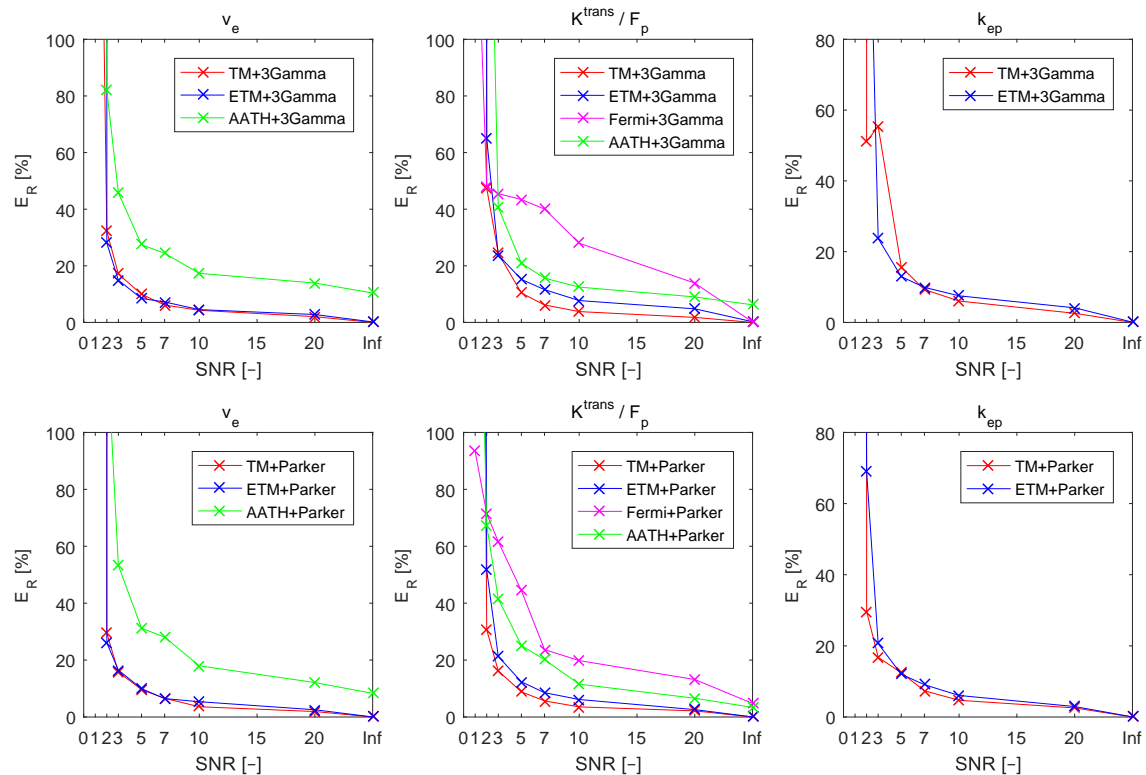 v_e
100
80
60
40
20
0
E_R [%]
TM+3Gamma
ETM+3Gamma
AATH+3Gamma
0 1 2 3 5 7 10 15 20 Inf
SNR [−]
K^trans / F_p
100
80
60
40
20
0
E_R [%]
TM+3Gamma
ETM+3Gamma
Fermi+3Gamma
AATH+3Gamma
0 1 2 3 5 7 10 15 20 Inf
SNR [−]
k_ep
80
60
40
20
0
E_R [%]
TM+3Gamma
ETM+3Gamma
0 1 2 3 5 7 10 15 20 Inf
SNR [−]
v_e
100
80
60
40
20
0
E_R [%]
TM+Parker
ETM+Parker
AATH+Parker
0 1 2 3 5 7 10 15 20 Inf
SNR [−]
K^trans / F_p
100
80
60
40
20
0
E_R [%]
TM+Parker
ETM+Parker
Fermi+Parker
AATH+Parker
0 1 2 3 5 7 10 15 20 Inf
SNR [−]
k_ep
80
60
40
20
0
E_R [%]
TM+Parker
ETM+Parker
0 1 2 3 5 7 10 15 20 Inf
SNR [−]